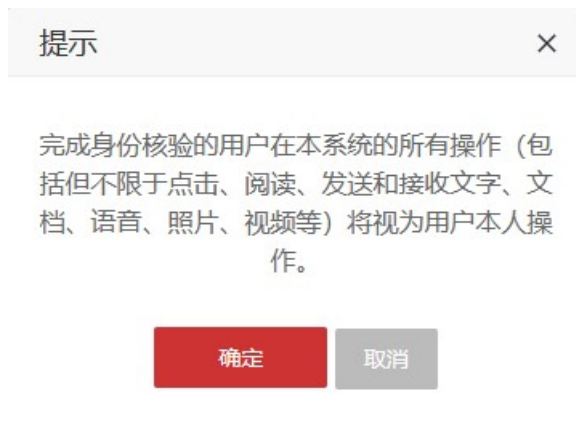 提示
完成身份核验的用户在本系统的所有操作（包
括但不限于点击、阅读、发送和接收文字、文
档、语音、照片、视频等）将视为用户本人操
作。
确定 取消